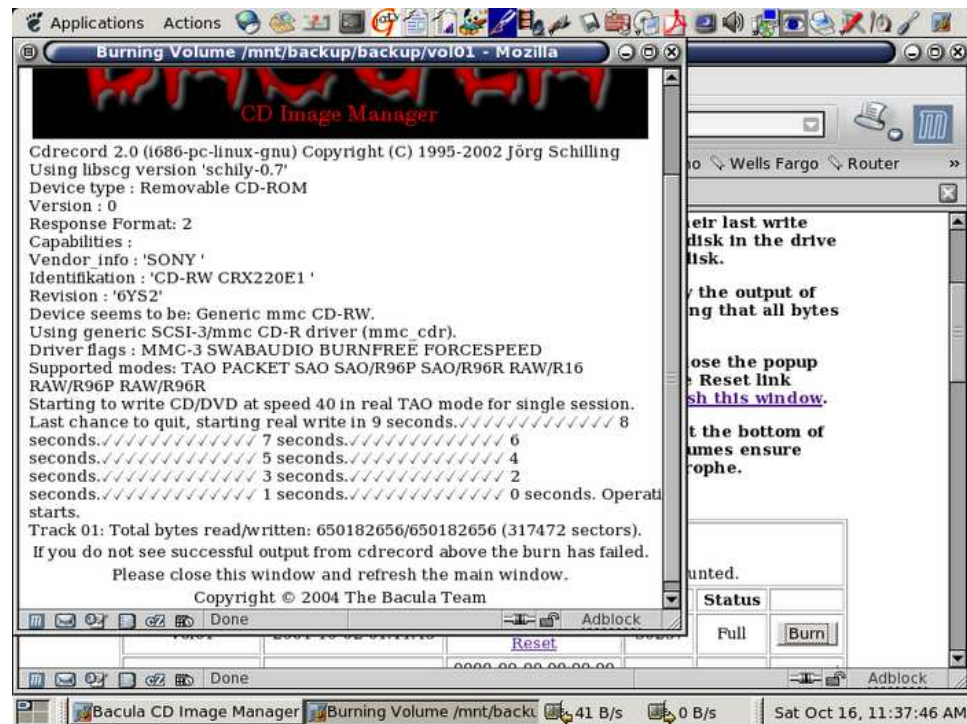 Applications Actions
Burning Volume /mnt/backup/backup/vol01 - Mozilla
BACULA
CD Image Manager
Cdrecord 2.0 (i686-pc-linux-gnu) Copyright (C) 1995-2002 Jörg Schilling
Using libscg version 'schily-0.7'
Device type : Removable CD-ROM
Version : 0
Response Format: 2
Capabilities :
Vendor_info : 'SONY '
Identifikation : 'CD-RW CRX220E1 '
Revision : '6YS2'
Device seems to be: Generic mmc CD-RW.
Using generic SCSI-3/mmc CD-R driver (mmc_cdr).
Driver flags : MMC-3 SWABAUDIO BURNFREE FORCESPEED
Supported modes: TAO PACKET SAO SAO/R96P SAO/R96R RAW/R16
RAW/R96P RAW/R96R
Starting to write CD/DVD at speed 40 in real TAO mode for single session.
Last chance to quit, starting real write in 9 seconds.✓✓✓✓✓✓✓✓✓✓✓✓✓ 8
seconds.✓✓✓✓✓✓✓✓✓✓✓✓✓ 7 seconds.✓✓✓✓✓✓✓✓✓✓✓✓✓ 6
seconds.✓✓✓✓✓✓✓✓✓✓✓✓✓ 5 seconds.✓✓✓✓✓✓✓✓✓✓✓✓✓ 4
seconds.✓✓✓✓✓✓✓✓✓✓✓✓✓ 3 seconds.✓✓✓✓✓✓✓✓✓✓✓✓✓ 2
seconds.✓✓✓✓✓✓✓✓✓✓✓✓✓ 1 seconds.✓✓✓✓✓✓✓✓✓✓✓✓✓ 0 seconds. Operati
starts.
Track 01: Total bytes read/written: 650182656/650182656 (317472 sectors).
If you do not see successful output from cdrecord above the burn has failed.
Please close this window and refresh the main window.
Copyright © 2004 The Bacula Team
Done Adblock
Wells Fargo Router »
eir last write
disk in the drive
disk.
the output of
ng that all bytes
ose the popup
Reset link
sh this window.
t the bottom of
umes ensure
rophe.
unted.
Status
Reset Full Burn
Done Adblock
Bacula CD Image Manager Burning Volume /mnt/backu 41 B/s 0 B/s Sat Oct 16, 11:37:46 AM